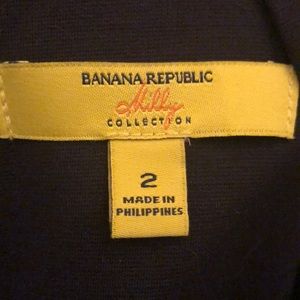 BANANA REPUBLIC
Milly
COLLECTION
2
MADE IN
PHILIPPINES